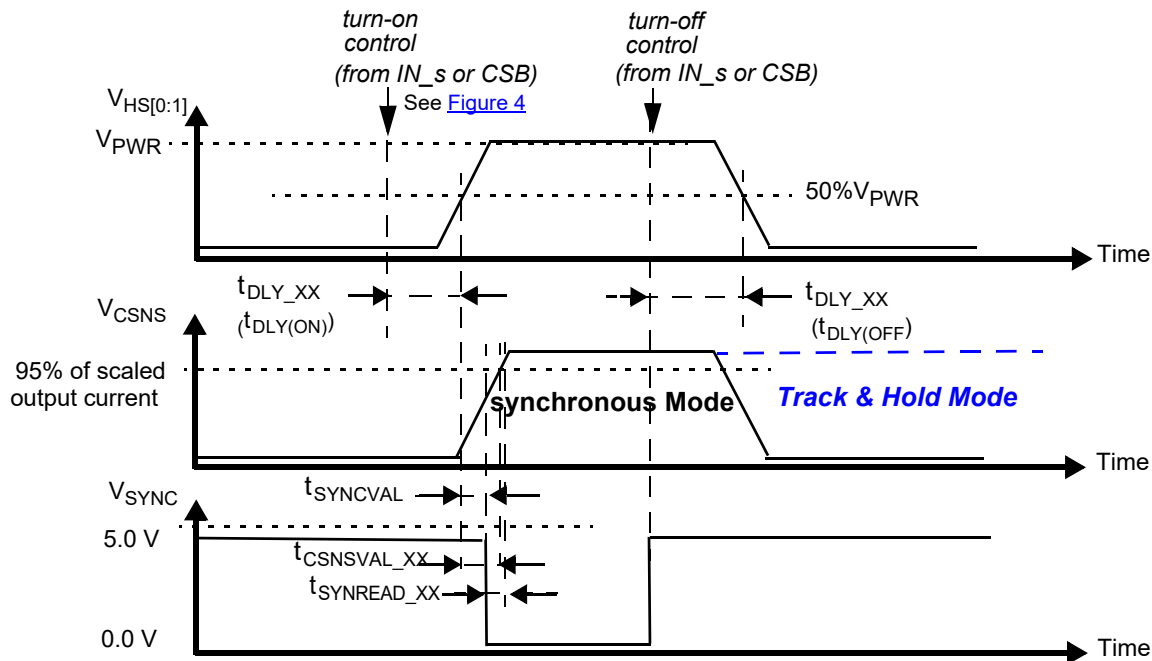 turn-on
control
(from IN_s or CSB)
See Figure 4
turn-off
control
(from IN_s or CSB)
VHS[0:1]
VPWR
50%VPWR
Time
tDLY_XX
(tDLY(ON))
tDLY_XX
(tDLY(OFF)
VCSNS
95% of scaled
output current
synchronous Mode
Track & Hold Mode
Time
VSYNC
tSYNCVAL
5.0 V
tCSNSVAL_XX
tSYNREAD_XX
0.0 V
Time